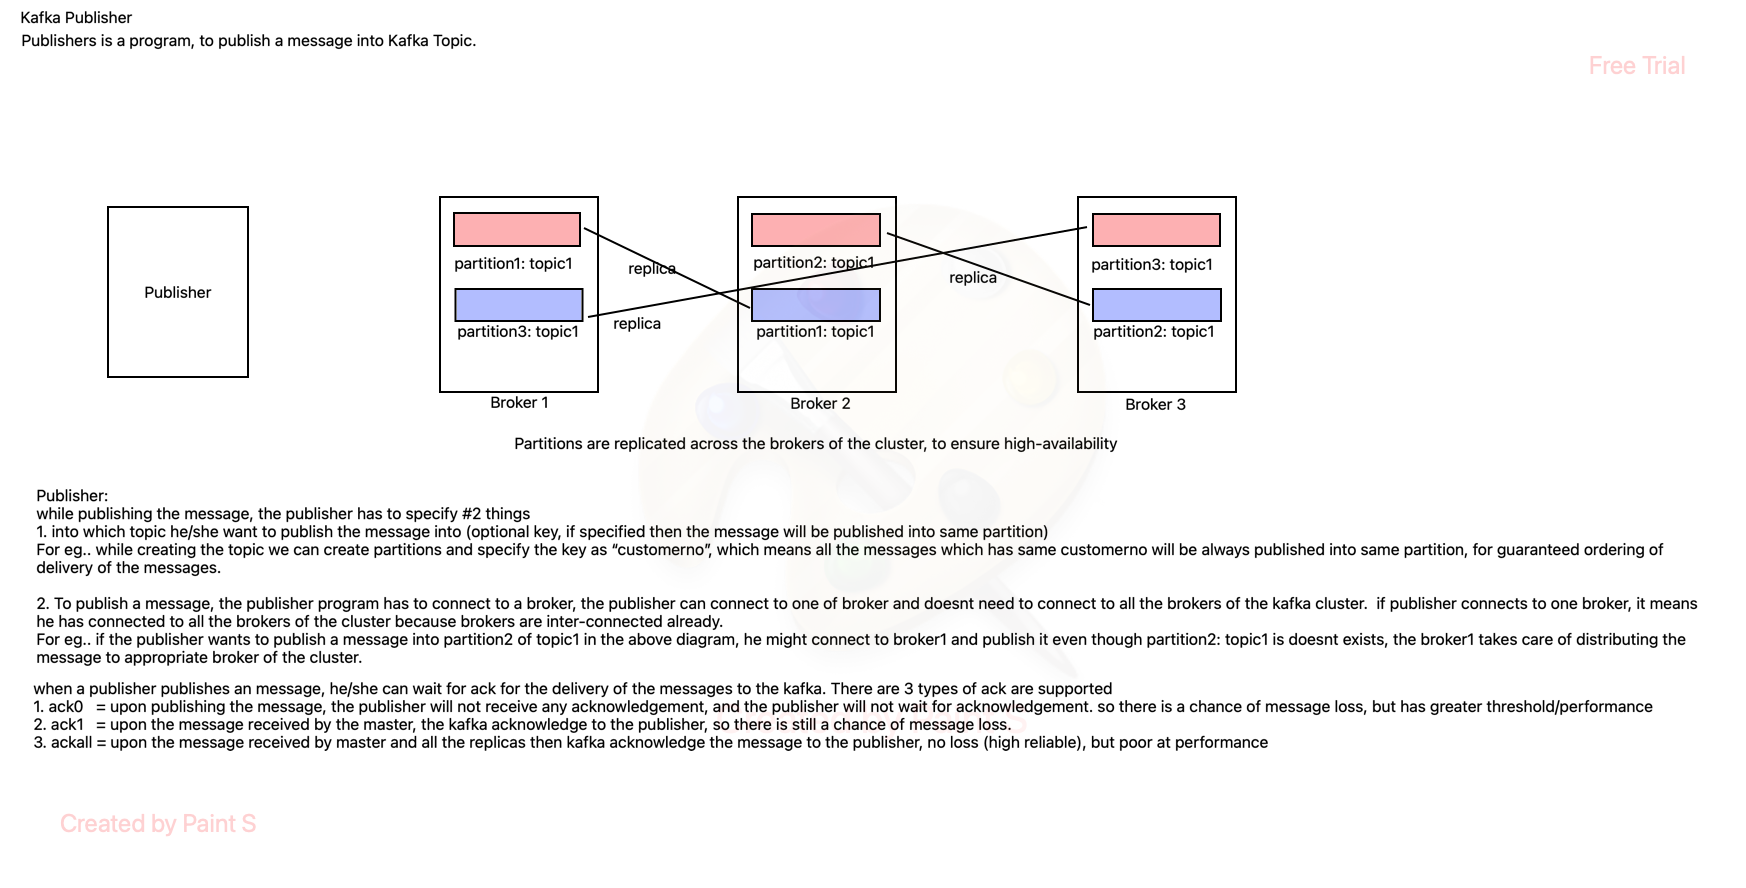 Kafka Publisher
Publishers is a program, to publish a message into Kafka Topic.
Free Trial
Publisher
partition1: topic1
partition3: topic1
Broker 1
replica
replica
partition2: topic1
partition1: topic1
Broker 2
replica
partition3: topic1
partition2: topic1
Broker 3
Partitions are replicated across the brokers of the cluster, to ensure high-availability
Publisher:
while publishing the message, the publisher has to specify #2 things
1. into which topic he/she want to publish the message into (optional key, if specified then the message will be published into same partition)
For eg.. while creating the topic we can create partitions and specify the key as “customerno”, which means all the messages which has same customerno will be always published into same partition, for guaranteed ordering of
delivery of the messages.
2. To publish a message, the publisher program has to connect to a broker, the publisher can connect to one of broker and doesnt need to connect to all the brokers of the kafka cluster.  if publisher connects to one broker, it means
he has connected to all the brokers of the cluster because brokers are inter-connected already.
For eg.. if the publisher wants to publish a message into partition2 of topic1 in the above diagram, he might connect to broker1 and publish it even though partition2: topic1 is doesnt exists, the broker1 takes care of distributing the
message to appropriate broker of the cluster.
when a publisher publishes an message, he/she can wait for ack for the delivery of the messages to the kafka. There are 3 types of ack are supported
1. ack0   = upon publishing the message, the publisher will not receive any acknowledgement, and the publisher will not wait for acknowledgement. so there is a chance of message loss, but has greater threshold/performance
2. ack1   = upon the message received by the master, the kafka acknowledge to the publisher, so there is still a chance of message loss.
3. ackall = upon the message received by master and all the replicas then kafka acknowledge the message to the publisher, no loss (high reliable), but poor at performance
Created by Paint S